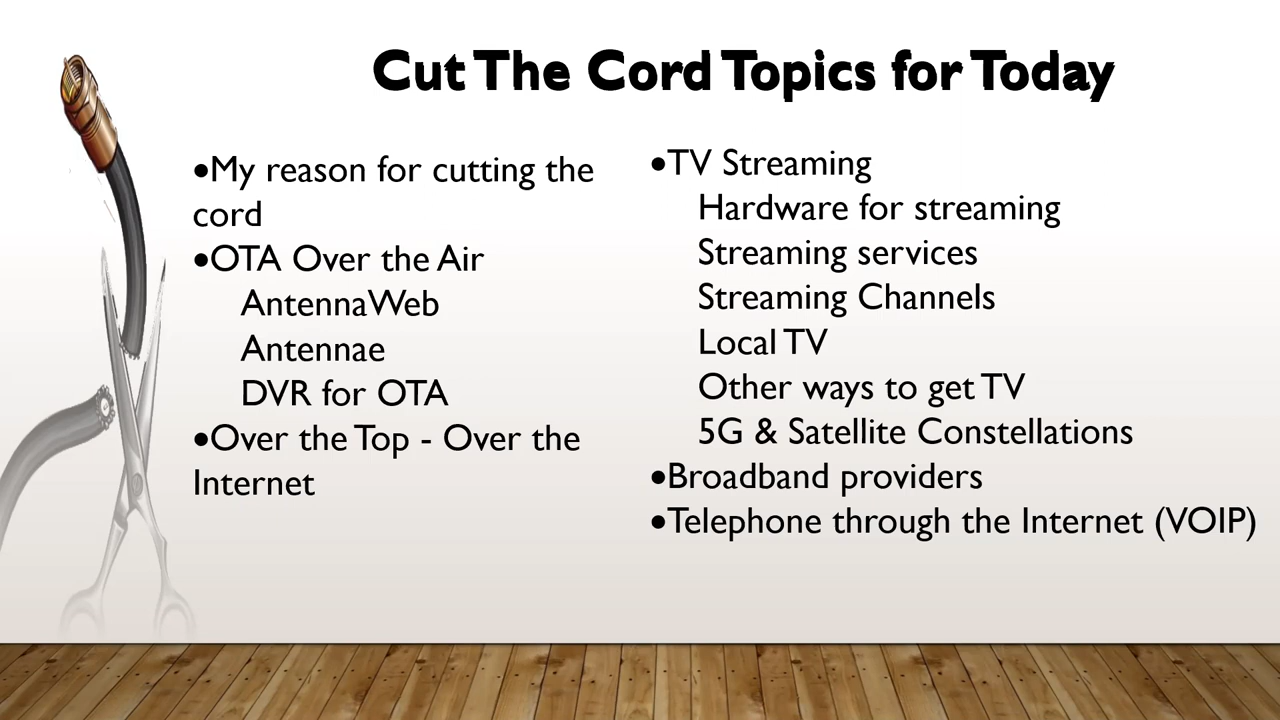 Cut The Cord Topics for Today
•My reason for cutting the
cord
•OTA Over the Air
AntennaWeb
Antennae
DVR for OTA
•Over the Top - Over the
Internet
•TV Streaming
Hardware for streaming
Streaming services
Streaming Channels
Local TV
Other ways to get TV
5G & Satellite Constellations
•Broadband providers
•Telephone through the Internet (VOIP)